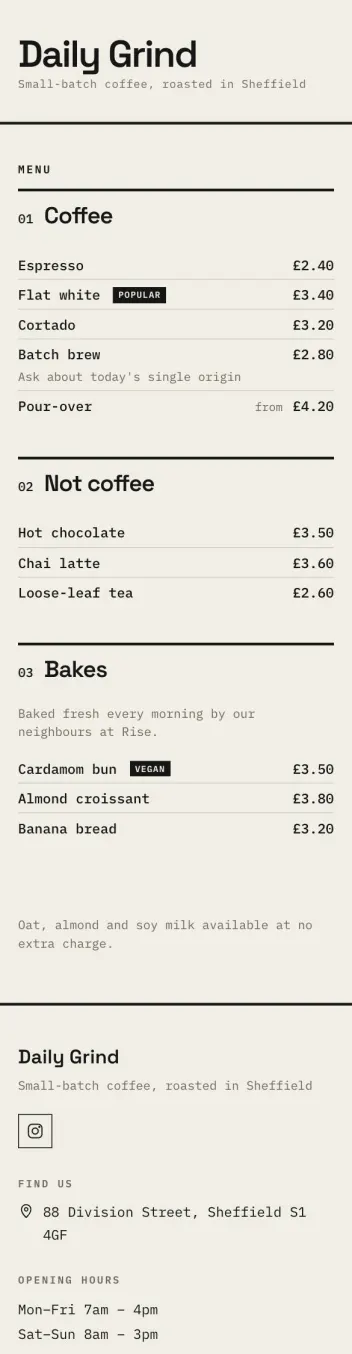 Daily Grind
Small-batch coffee, roasted in Sheffield
MENU
01 Coffee
Espresso £2.40
Flat white POPULAR £3.40
Cortado £3.20
Batch brew £2.80
Ask about today's single origin
Pour-over from £4.20
02 Not coffee
Hot chocolate £3.50
Chai latte £3.60
Loose-leaf tea £2.60
03 Bakes
Baked fresh every morning by our
neighbours at Rise.
Cardamom bun VEGAN £3.50
Almond croissant £3.80
Banana bread £3.20
Oat, almond and soy milk available at no
extra charge.
Daily Grind
Small-batch coffee, roasted in Sheffield
FIND US
88 Division Street, Sheffield S1
4GF
OPENING HOURS
Mon–Fri 7am – 4pm
Sat–Sun 8am – 3pm